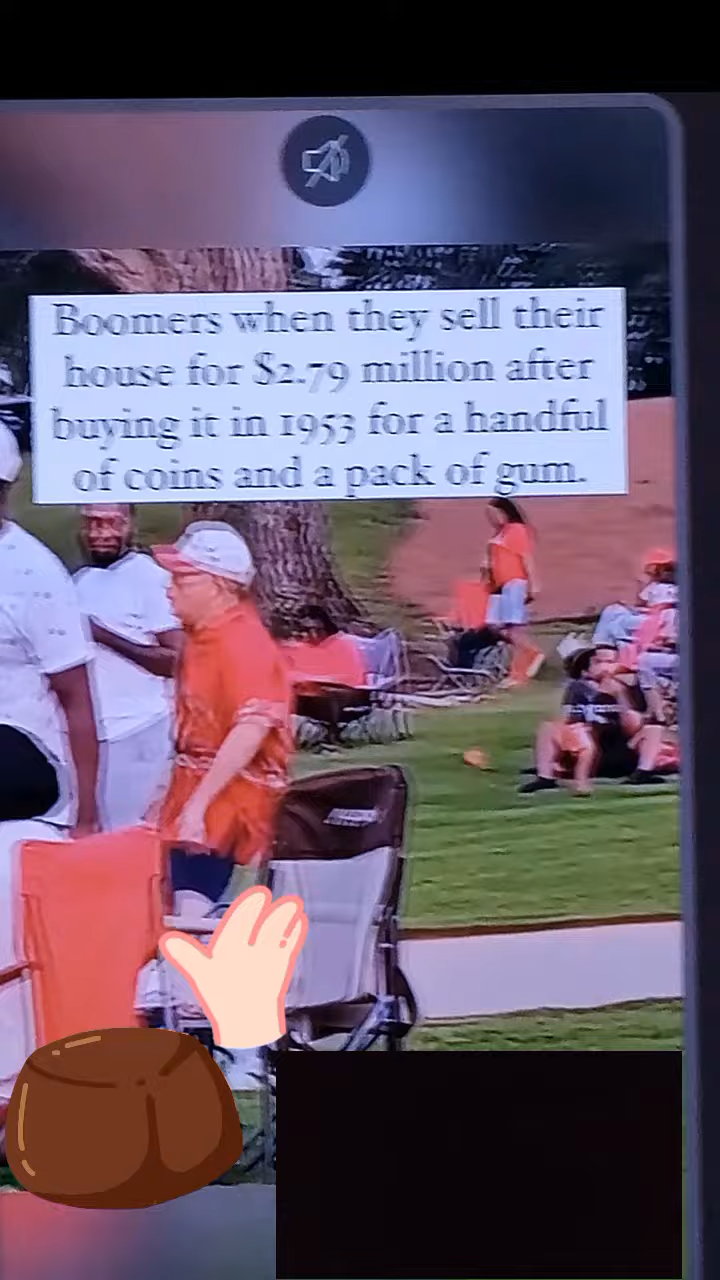 Boomers when they sell their
house for $2.79 million after
buying it in 1953 for a handful
of coins and a pack of gum.